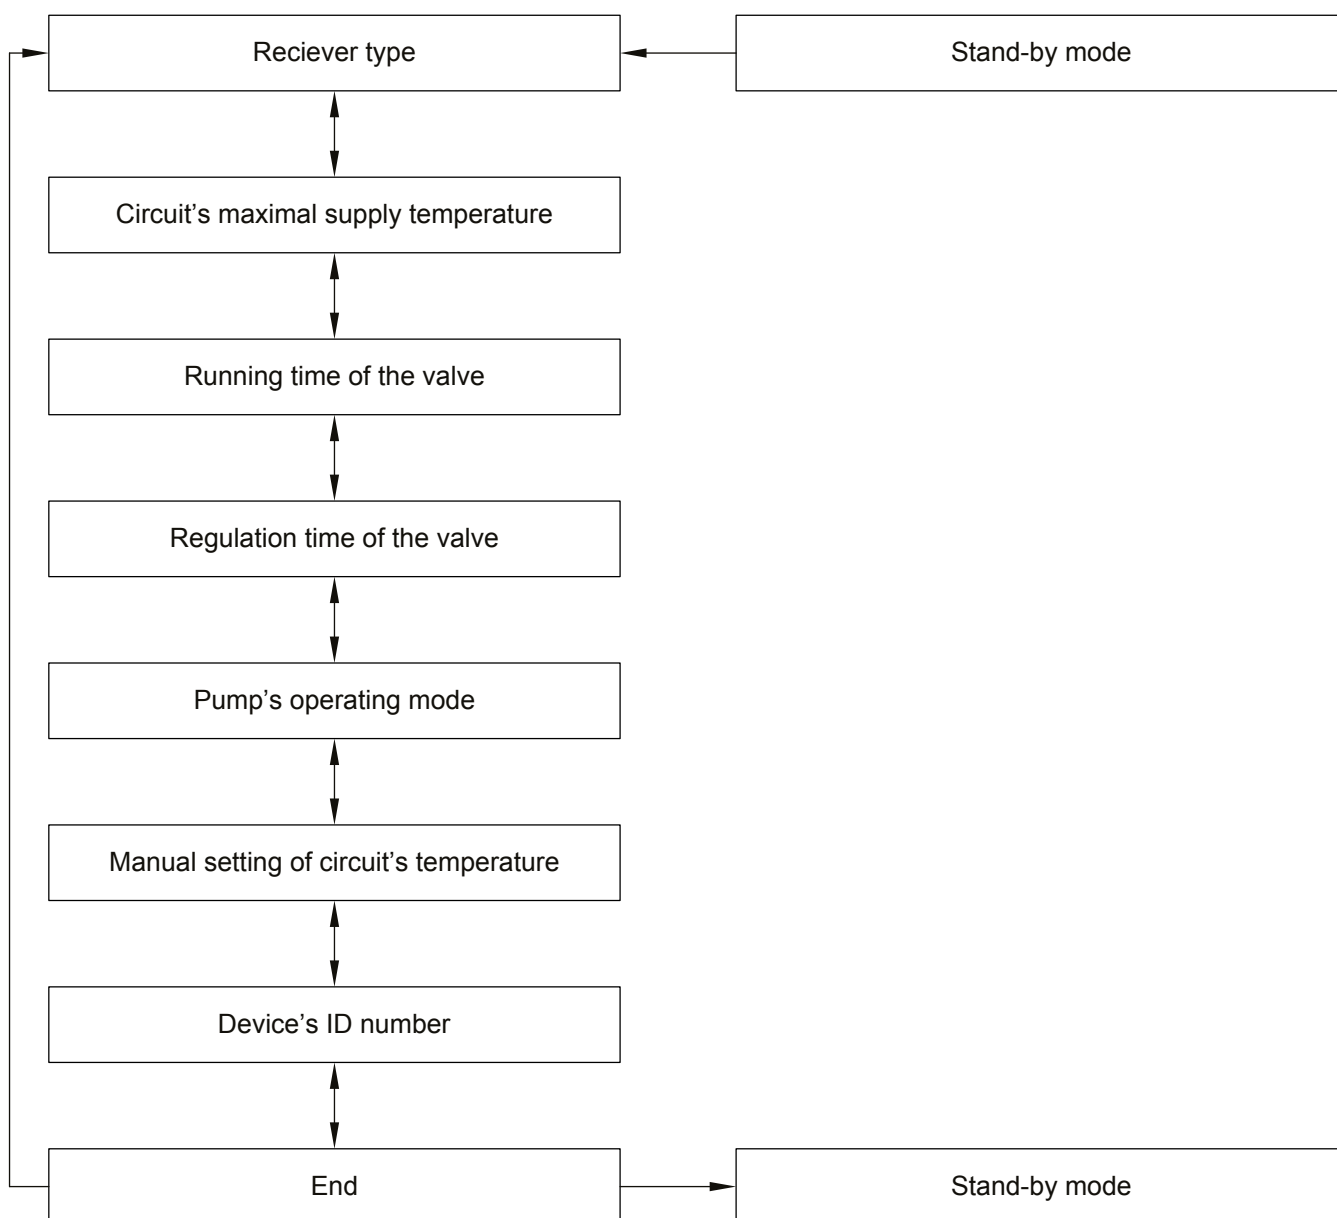 Reciever type
Stand-by mode
Circuit’s maximal supply temperature
Running time of the valve
Regulation time of the valve
Pump’s operating mode
Manual setting of circuit’s temperature
Device’s ID number
End
Stand-by mode